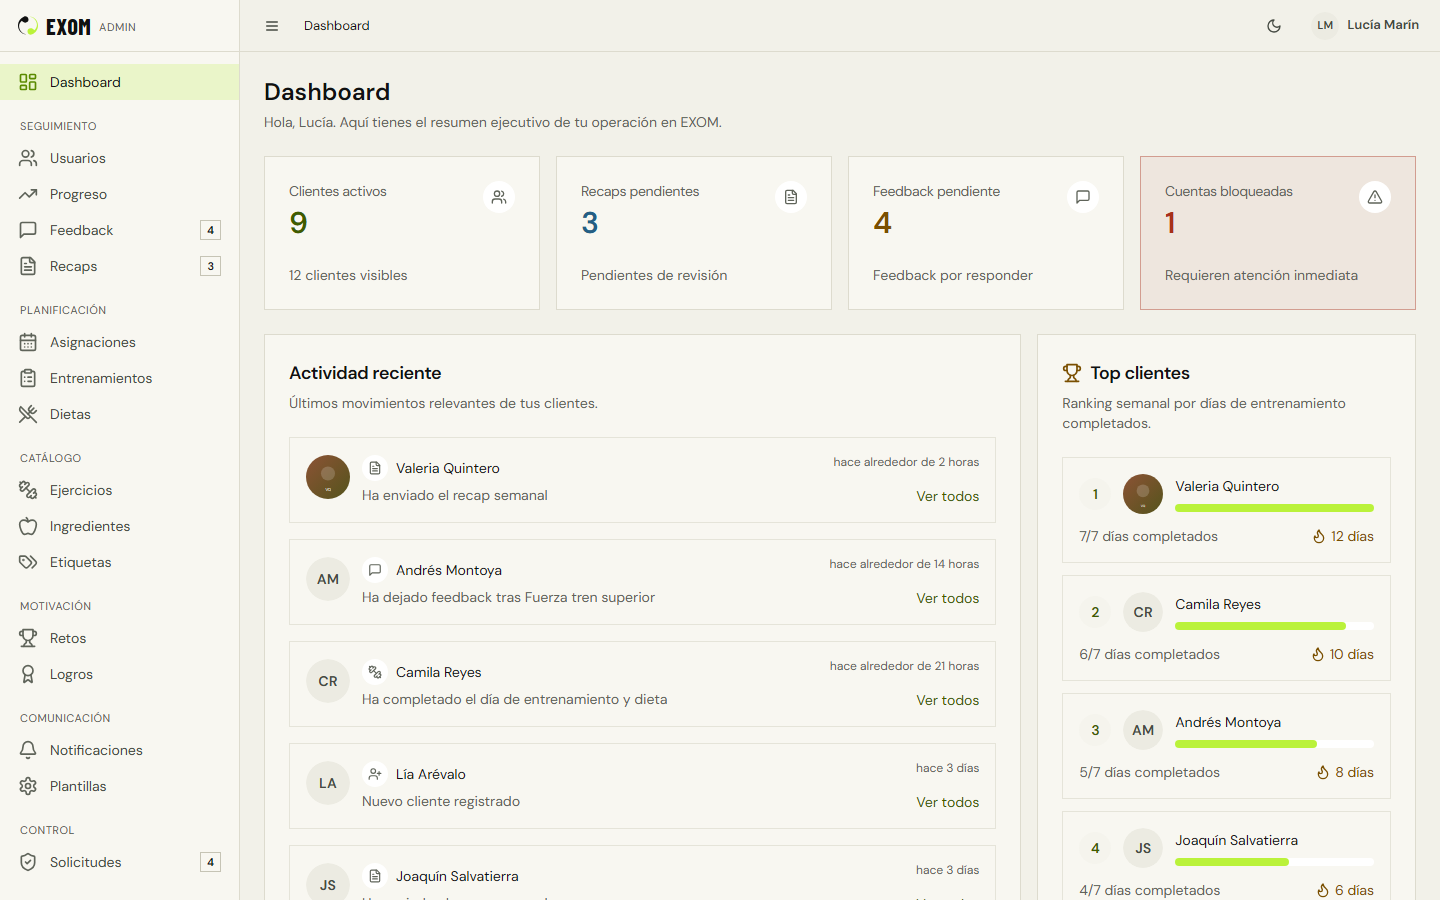 EXOM ADMIN
Dashboard
SEGUIMIENTO
Usuarios
Progreso
Feedback 4
Recaps 3
PLANIFICACIÓN
Asignaciones
Entrenamientos
Dietas
CATÁLOGO
Ejercicios
Ingredientes
Etiquetas
MOTIVACIÓN
Retos
Logros
COMUNICACIÓN
Notificaciones
Plantillas
CONTROL
Solicitudes 4
Dashboard
LM Lucía Marín
Dashboard
Hola, Lucía. Aquí tienes el resumen ejecutivo de tu operación en EXOM.
Clientes activos
9
12 clientes visibles
Recaps pendientes
3
Pendientes de revisión
Feedback pendiente
4
Feedback por responder
Cuentas bloqueadas
1
Requieren atención inmediata
Actividad reciente
Últimos movimientos relevantes de tus clientes.
Valeria Quintero hace alrededor de 2 horas
Ha enviado el recap semanal Ver todos
AM Andrés Montoya hace alrededor de 14 horas
Ha dejado feedback tras Fuerza tren superior Ver todos
CR Camila Reyes hace alrededor de 21 horas
Ha completado el día de entrenamiento y dieta Ver todos
LA Lía Arévalo hace 3 días
Nuevo cliente registrado Ver todos
JS Joaquín Salvatierra hace 3 días
Top clientes
Ranking semanal por días de entrenamiento
completados.
1 Valeria Quintero
7/7 días completados 12 días
2 CR Camila Reyes
6/7 días completados 10 días
3 AM Andrés Montoya
5/7 días completados 8 días
4 JS Joaquín Salvatierra
4/7 días completados 6 días